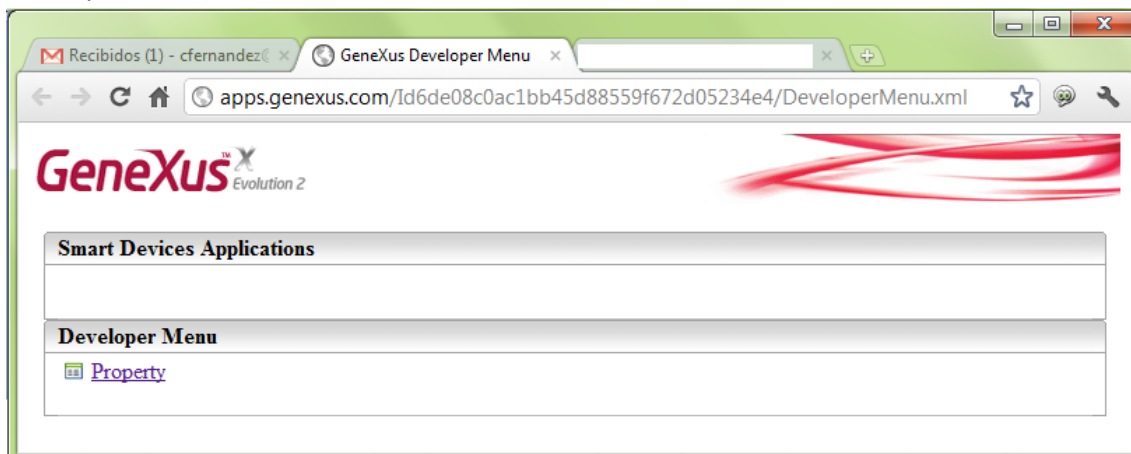 Recibidos (1) - cfernandez@
GeneXus Developer Menu
apps.genexus.com/Id6de08c0ac1bb45d88559f672d05234e4/DeveloperMenu.xml
GeneXus™ X
Evolution 2
Smart Devices Applications
Developer Menu
Property